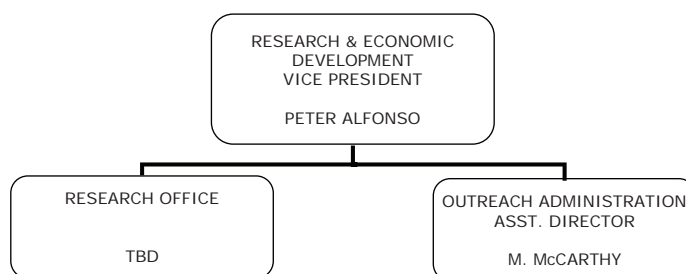 RESEARCH & ECONOMIC
DEVELOPMENT
VICE PRESIDENT
PETER ALFONSO
RESEARCH OFFICE
TBD
OUTREACH ADMINISTRATION
ASST. DIRECTOR
M. McCARTHY